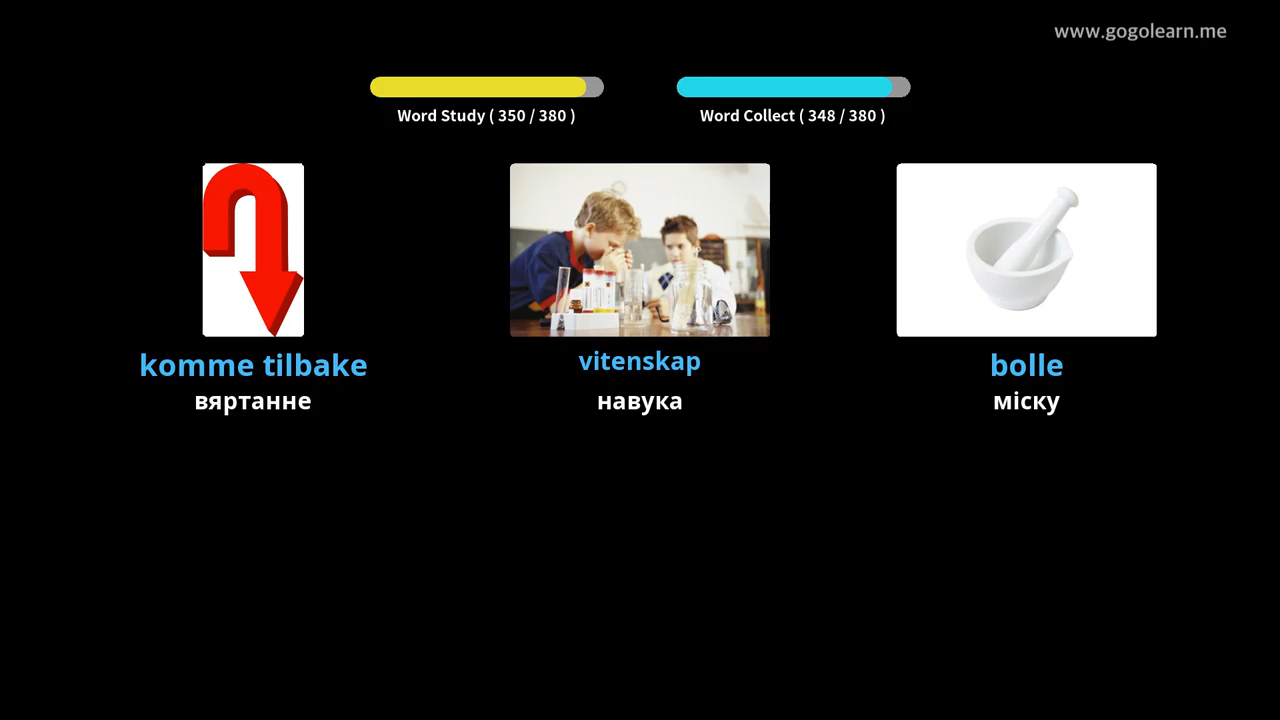 www.gogolearn.me
Word Study ( 350 / 380 )
Word Collect ( 348 / 380 )
komme tilbake
вяртанне
vitenskap
навука
bolle
міску